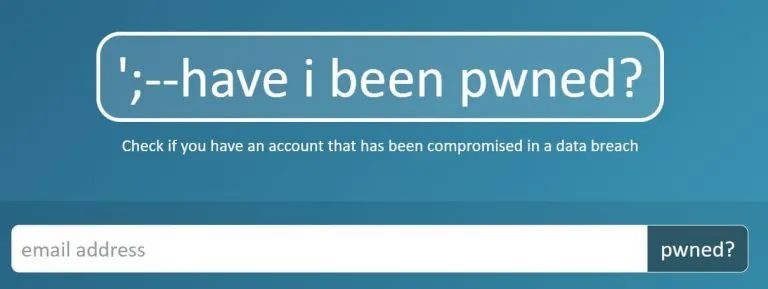 ';--have i been pwned?
Check if you have an account that has been compromised in a data breach
email address pwned?